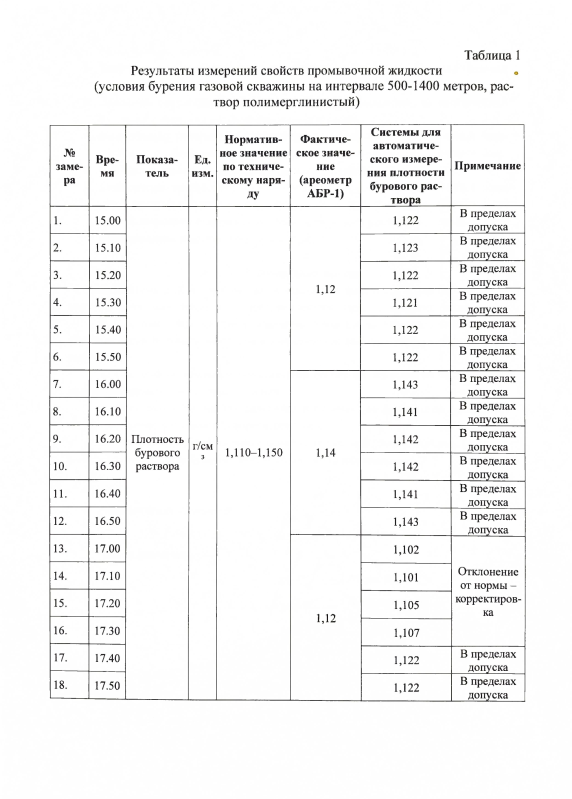 Таблица 1
Результаты измерений свойств промывочной жидкости
(условия бурения газовой скважины на интервале 500-1400 метров, рас-
твор полимерглинистый)
№ заме-ра | Вре-мя | Показа-тель | Ед. изм. | Норматив-ное значение по техниче-скому наря-ду | Фактиче-ское значе-ние (ареометр АБР-1) | Системы для автоматиче-ского измере-ния плотности бурового рас-твора | Примечание
1. | 15.00 | Плотность бурового раствора | г/см3 | 1,110–1,150 | 1,12 | 1,122 | В пределах допуска
2. | 15.10 | 1,123 | В пределах допуска
3. | 15.20 | 1,122 | В пределах допуска
4. | 15.30 | 1,121 | В пределах допуска
5. | 15.40 | 1,122 | В пределах допуска
6. | 15.50 | 1,122 | В пределах допуска
7. | 16.00 | 1,14 | 1,143 | В пределах допуска
8. | 16.10 | 1,141 | В пределах допуска
9. | 16.20 | 1,142 | В пределах допуска
10. | 16.30 | 1,142 | В пределах допуска
11. | 16.40 | 1,141 | В пределах допуска
12. | 16.50 | 1,143 | В пределах допуска
13. | 17.00 | 1,12 | 1,102 | Отклонение от нормы – корректиров-ка
14. | 17.10 | 1,101
15. | 17.20 | 1,105
16. | 17.30 | 1,107
17. | 17.40 | 1,122 | В пределах допуска
18. | 17.50 | 1,122 | В пределах допуска